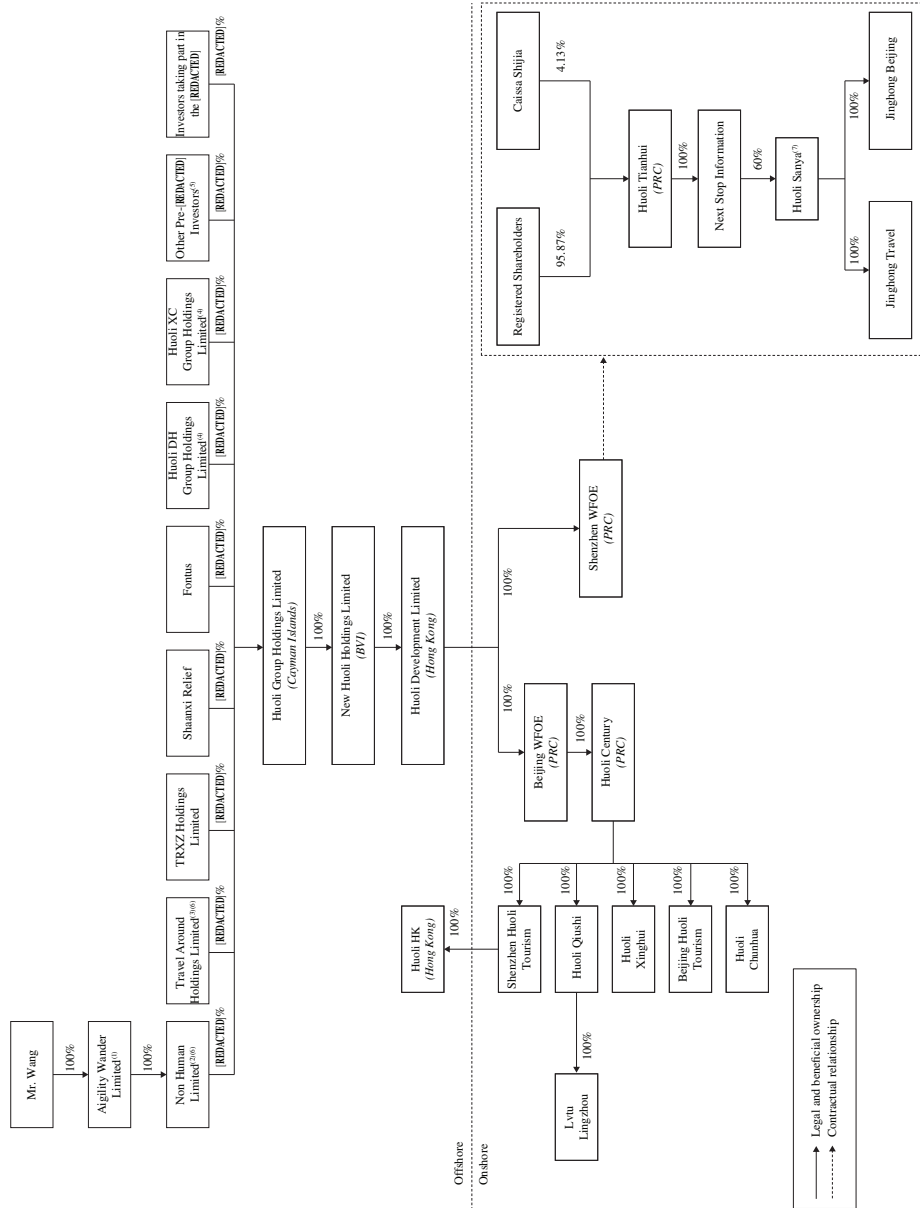 Mr. Wang
100%
Aigility Wander
Limited(1)
100%
Non Human
Limited(2)(6)
[REDACTED]%
Travel Around
Holdings Limited(3)(6)
[REDACTED]%
TRXZ Holdings
Limited
[REDACTED]%
Shaanxi Relief
[REDACTED]%
Fontus
[REDACTED]%
Huoli DH
Group Holdings
Limited(4)
[REDACTED]%
Huoli XC
Group Holdings
Limited(4)
[REDACTED]%
Other Pre-[REDACTED]
Investors(5)
[REDACTED]%
Investors taking part in
the [REDACTED]
[REDACTED]%
Huoli Group Holdings Limited
(Cayman Islands)
100%
New Huoli Holdings Limited
(BVI)
100%
Huoli Development Limited
(Hong Kong)
Huoli HK
(Hong Kong)
100%
Offshore
Onshore
100%
100%
Beijing WFOE
(PRC)
100%
Huoli Century
(PRC)
Shenzhen WFOE
(PRC)
100%
Shenzhen Huoli
Tourism
100%
Huoli Qiushi
100%
Huoli
Xinghui
100%
Beijing Huoli
Tourism
100%
Huoli
Chunhua
100%
Lvtu
Lingzhou
Registered Shareholders
95.87%
Caissa Shijia
4.13%
Huoli Tianhui
(PRC)
100%
Next Stop Information
60%
Huoli Sanya(7)
100%
100%
Jinghong Travel
Jinghong Beijing
Legal and beneficial ownership
Contractual relationship